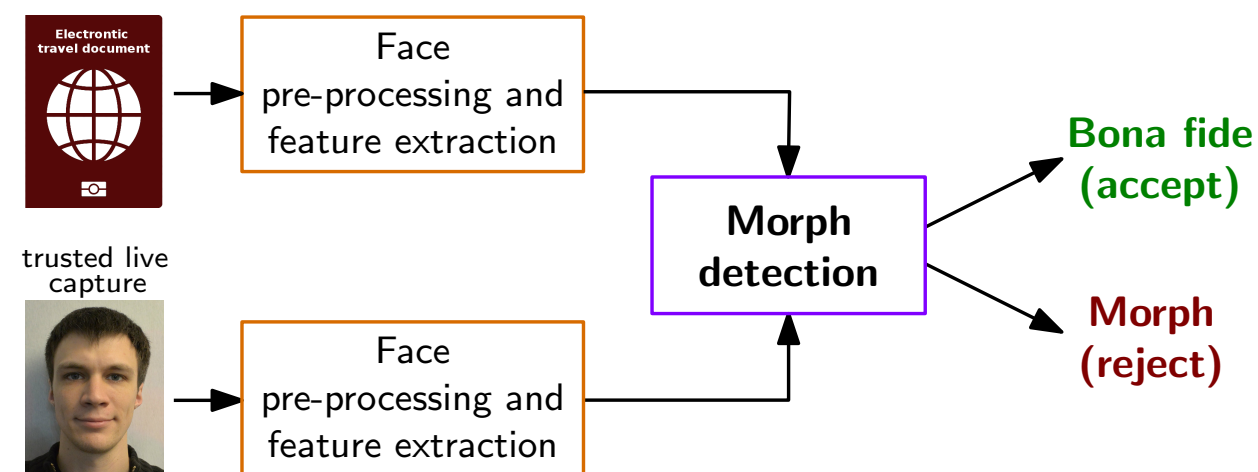 Electrontic
travel document
Face
pre-processing and
feature extraction
trusted live
capture
Face
pre-processing and
feature extraction
Morph
detection
Bona fide
(accept)
Morph
(reject)